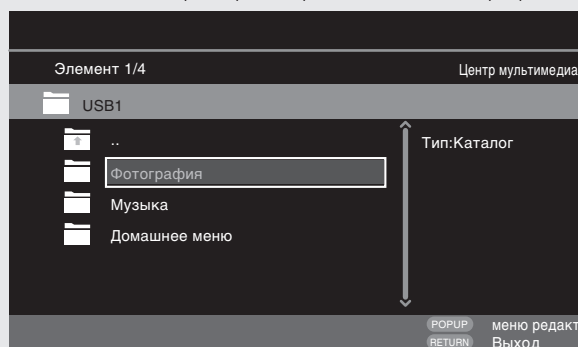 Элемент 1/4 Центр мультимедиа
USB1
..
Тип:Каталог
Фотография
Музыка
Домашнее меню
POPUP меню редакт
RETURN Выход